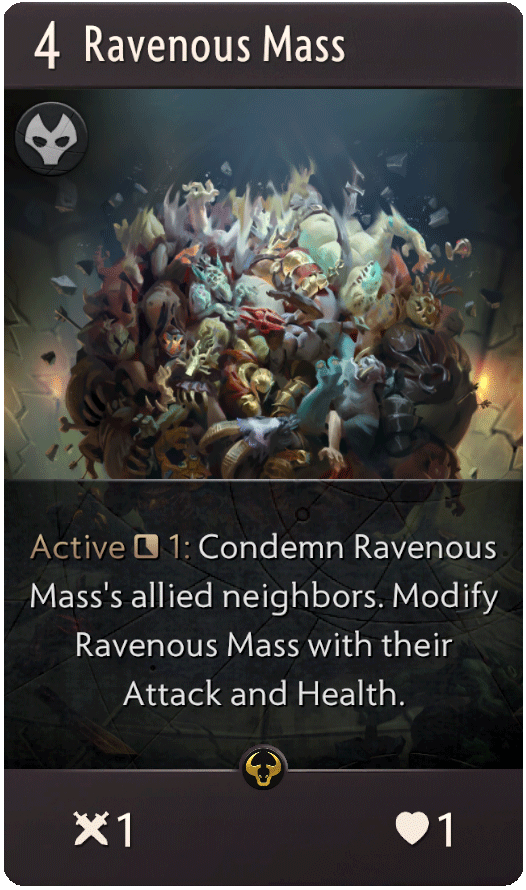 4 Ravenous Mass
Active 1: Condemn Ravenous
Mass's allied neighbors. Modify
Ravenous Mass with their
Attack and Health.
1 1